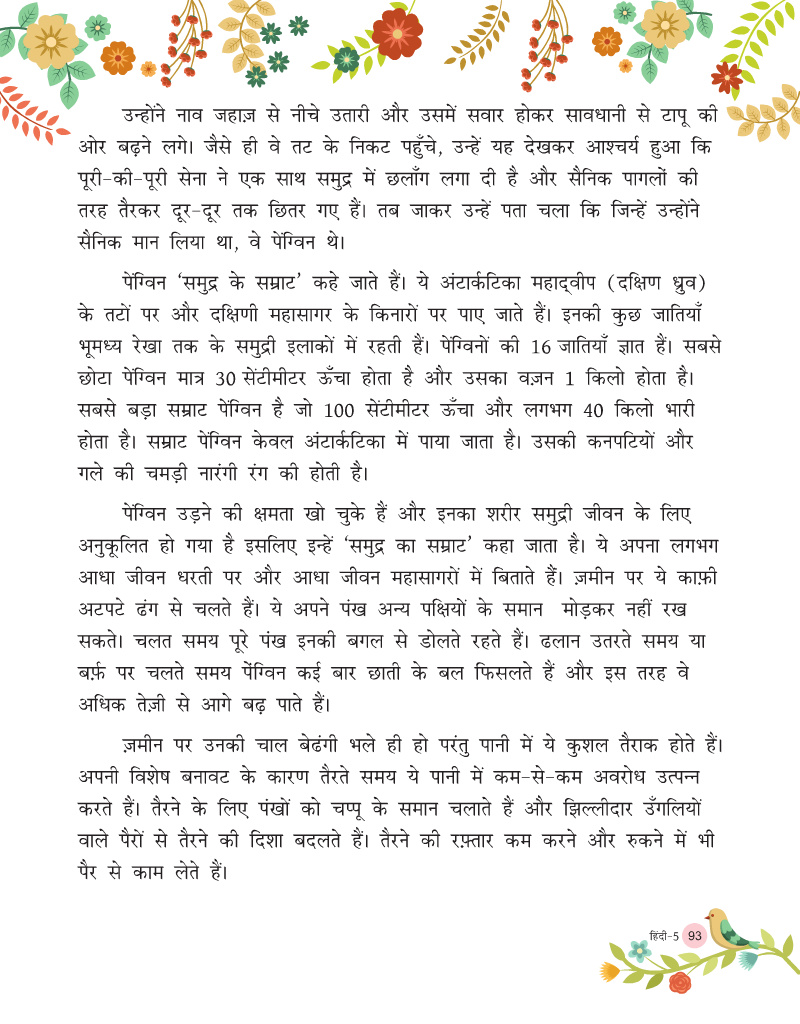 उन्होंने नाव जहाज़ से नीचे उतारी और उसमें सवार होकर सावधानी से टापू की
ओर बढ़ने लगे। जैसे ही वे तट के निकट पहुँचे, उन्हें यह देखकर आश्चर्य हुआ कि
पूरी-की-पूरी सेना ने एक साथ समुद्र में छलाँग लगा दी है और सैनिक पागलों की
तरह तैरकर दूर-दूर तक छितर गए हैं। तब जाकर उन्हें पता चला कि जिन्हें उन्होंने
सैनिक मान लिया था, वे पेंग्विन थे।
पेंग्विन ‘समुद्र के सम्राट’ कहे जाते हैं। ये अंटार्कटिका महाद्वीप (दक्षिण ध्रुव)
के तटों पर और दक्षिणी महासागर के किनारों पर पाए जाते हैं। इनकी कुछ जातियाँ
भूमध्य रेखा तक के समुद्री इलाकों में रहती हैं। पेंग्विनों की 16 जातियाँ ज्ञात हैं। सबसे
छोटा पेंग्विन मात्र 30 सेंटीमीटर ऊँचा होता है और उसका वज़न 1 किलो होता है।
सबसे बड़ा सम्राट पेंग्विन है जो 100 सेंटीमीटर ऊँचा और लगभग 40 किलो भारी
होता है। सम्राट पेंग्विन केवल अंटार्कटिका में पाया जाता है। उसकी कनपटियों और
गले की चमड़ी नारंगी रंग की होती है।
पेंग्विन उड़ने की क्षमता खो चुके हैं और इनका शरीर समुद्री जीवन के लिए
अनुकूलित हो गया है इसलिए इन्हें ‘समुद्र का सम्राट’ कहा जाता है। ये अपना लगभग
आधा जीवन धरती पर और आधा जीवन महासागरों में बिताते हैं। ज़मीन पर ये काफ़ी
अटपटे ढंग से चलते हैं। ये अपने पंख अन्य पक्षियों के समान मोड़कर नहीं रख
सकते। चलत समय पूरे पंख इनकी बगल से डोलते रहते हैं। ढलान उतरते समय या
बर्फ़ पर चलते समय पेंग्विन कई बार छाती के बल फिसलते हैं और इस तरह वे
अधिक तेज़ी से आगे बढ़ पाते हैं।
ज़मीन पर उनकी चाल बेढंगी भले ही हो परंतु पानी में ये कुशल तैराक होते हैं।
अपनी विशेष बनावट के कारण तैरते समय ये पानी में कम-से-कम अवरोध उत्पन्न
करते हैं। तैरने के लिए पंखों को चप्पू के समान चलाते हैं और झिल्लीदार उँगलियों
वाले पैरों से तैरने की दिशा बदलते हैं। तैरने की रफ़्तार कम करने और रुकने में भी
पैर से काम लेते हैं।
हिंदी-5 93